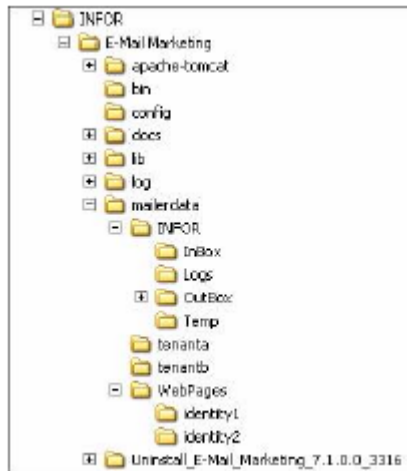 INFOR
E-Mail Marketing
apache-tomcat
bin
config
docs
lib
log
mailerdata
INFOR
InBox
Logs
OutBox
Temp
tenanta
tenantb
WebPages
identity1
identity2
Uninstall_E-Mail_Marketing_7.1.0.0_3316